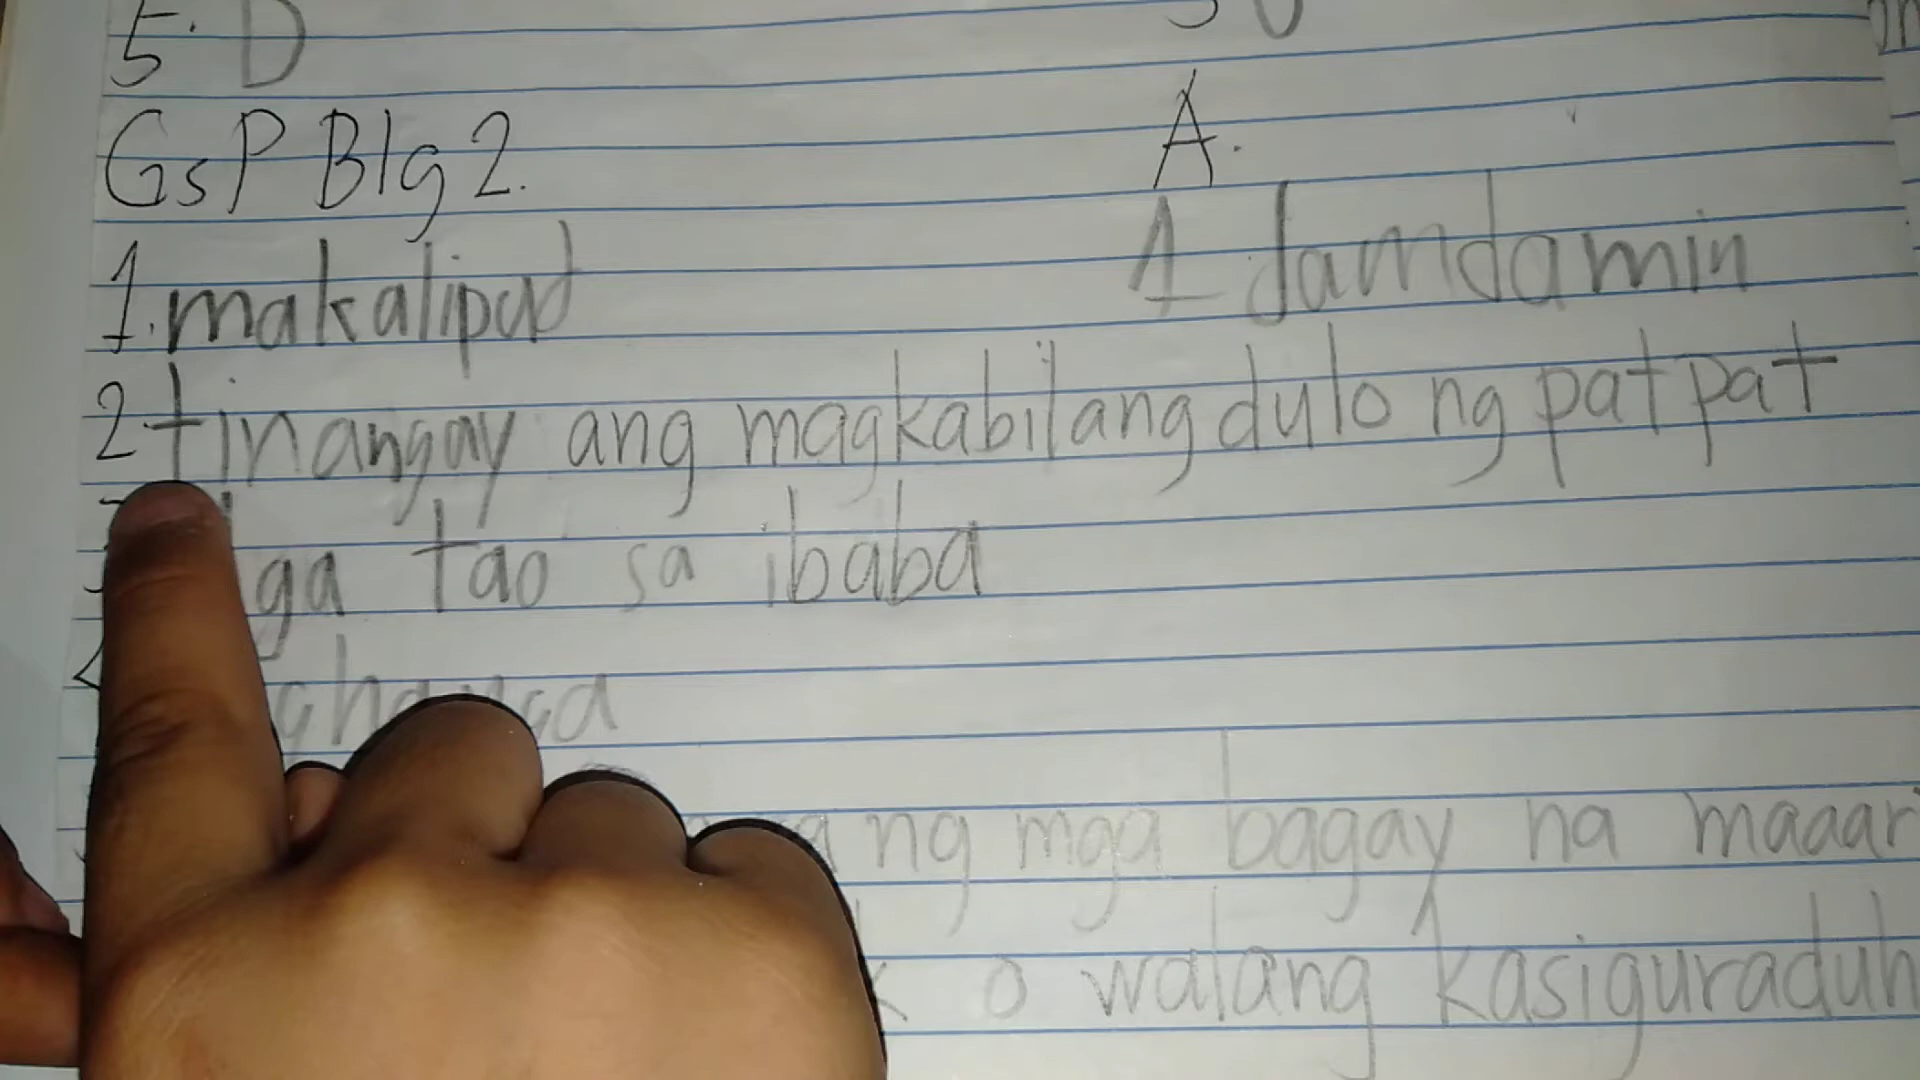 5. D
GsP Blg 2.
A.
1. makalipad
1 damdamin
2 tinangay ang magkabilang dulo ng patpat
tao sa ibaba
ng mga bagay na maaar
o walang kasiguraduh